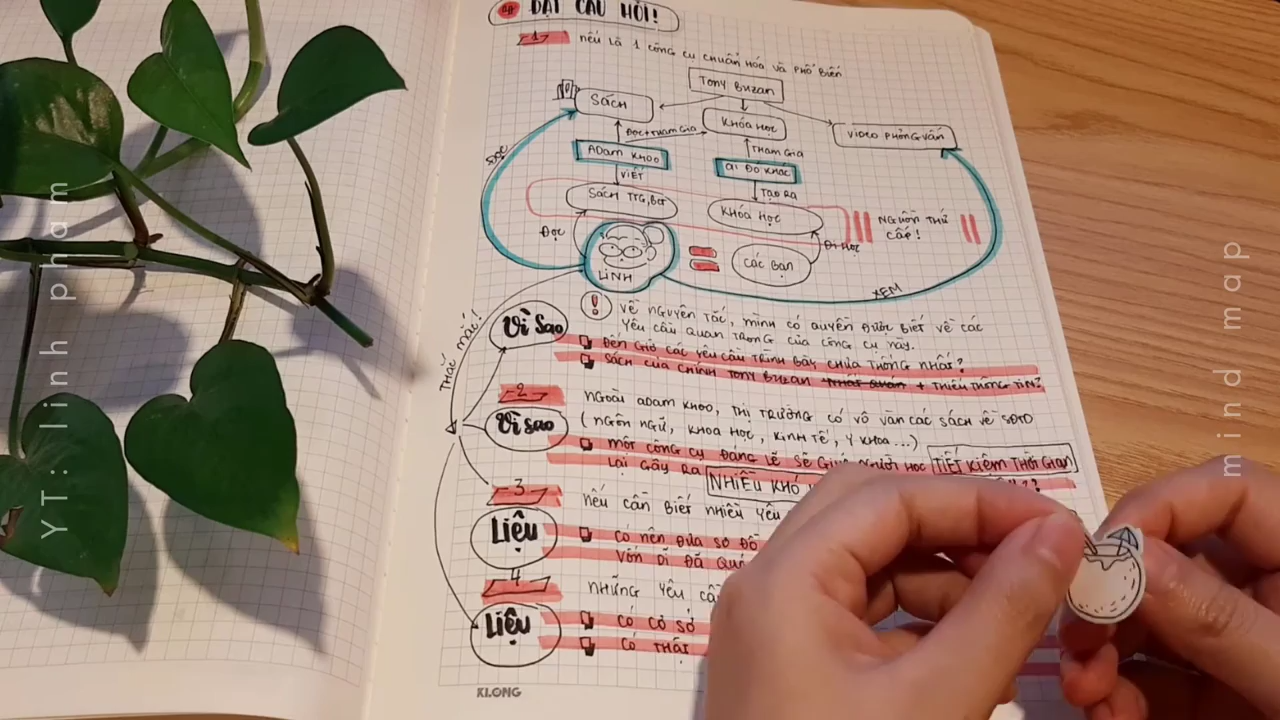 ĐẶT CÂU HỎI!
1
nếu là 1 công cụ chuẩn hóa và phổ biến
TONY BUZAN
SÁCH
KHÓA HỌC
VIDEO PHỎNG VẤN
ĐỌC+THAM GIA
ADAM KHOO
THAM GIA
AI ĐÓ KHÁC
ĐỌC
VIẾT
TẠO RA
SÁCH TTG,BCT
KHÓA HỌC
NGUỒN THỨ
CẤP!
ĐỌC
ĐI HỌC
LINH
CÁC BẠN
XEM
THẮC MẮC!
!
VỀ NGUYÊN TẮC, MÌNH CÓ QUYỀN ĐƯỢC BIẾT VỀ CÁC
YÊU CẦU QUAN TRỌNG CỦA CÔNG CỤ NÀY.
Vì Sao
ĐẾN GIỜ CÁC YÊU CẦU TRÌNH BÀY CHƯA THỐNG NHẤT?
SÁCH CỦA CHÍNH TONY BUZAN + THIẾU THÔNG TIN?
2
NGOÀI ADAM KHOO, THỊ TRƯỜNG CÓ VÔ VÀN CÁC SÁCH VỀ SĐTD
Vì sao
(NGÔN NGỮ, KHOA HỌC, KINH TẾ, Y KHOA...)
MỘT CÔNG CỤ ĐÁNG LẼ SẼ GIÚP NGƯỜI HỌC TIẾT KIỆM THỜI GIAN
LẠI GÂY RA NHIỀU KHÓ
3
NẾU CẦN BIẾT NHIỀU YÊU
Liệu
CÓ NÊN ĐƯA SƠ ĐỒ
VỐN DĨ ĐÃ QUÁ
4
NHỮNG YÊU CẦ
Liệu
CÓ CƠ SỞ
CÓ THẬT
KLONG
YT: linh pham
mind map